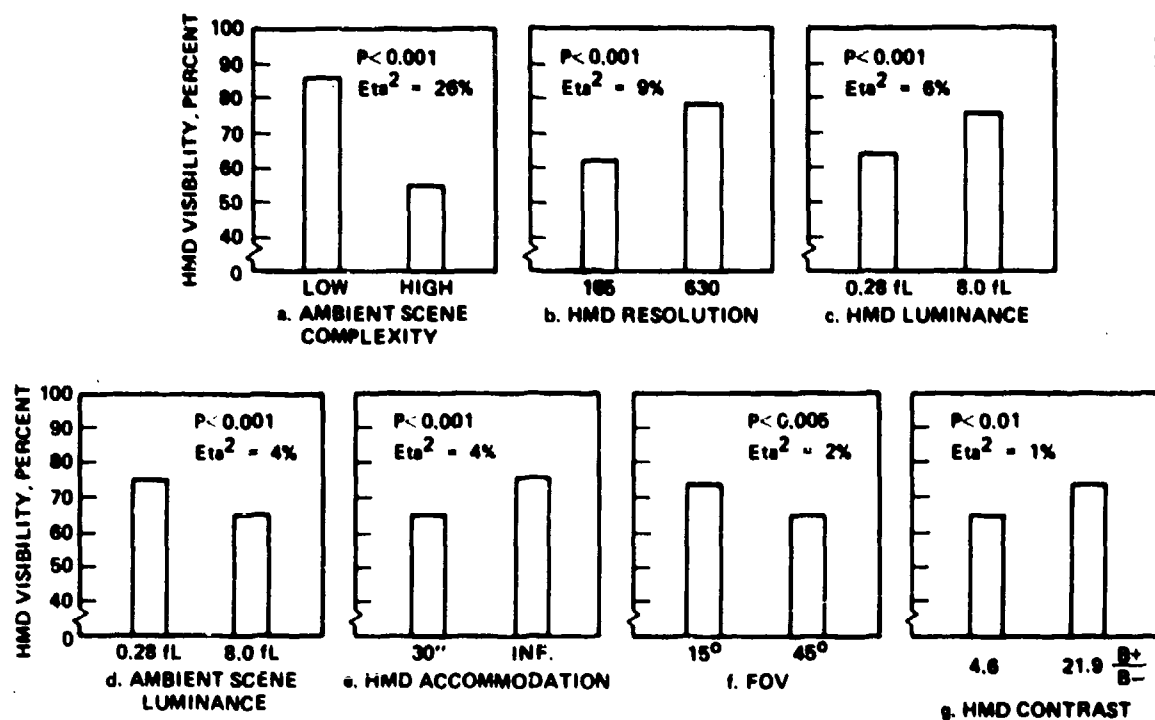 HMD VISIBILITY, PERCENT
100
90
80
70
60
50
40
0
P< 0.001
Eta² = 26%
LOW HIGH
a. AMBIENT SCENE
COMPLEXITY
P< 0.001
Eta² = 9%
165 630
b. HMD RESOLUTION
P< 0.001
Eta² = 6%
0.28 fL 8.0 fL
c. HMD LUMINANCE
HMD VISIBILITY, PERCENT
100
90
80
70
60
50
40
0
P< 0.001
Eta² = 4%
0.28 fL 8.0 fL
d. AMBIENT SCENE
LUMINANCE
P< 0.001
Eta² = 4%
30" INF.
e. HMD ACCOMMODATION
P< 0.005
Eta² = 2%
15° 45°
f. FOV
P< 0.01
Eta² = 1%
4.6 21.9 B+
B-
g. HMD CONTRAST